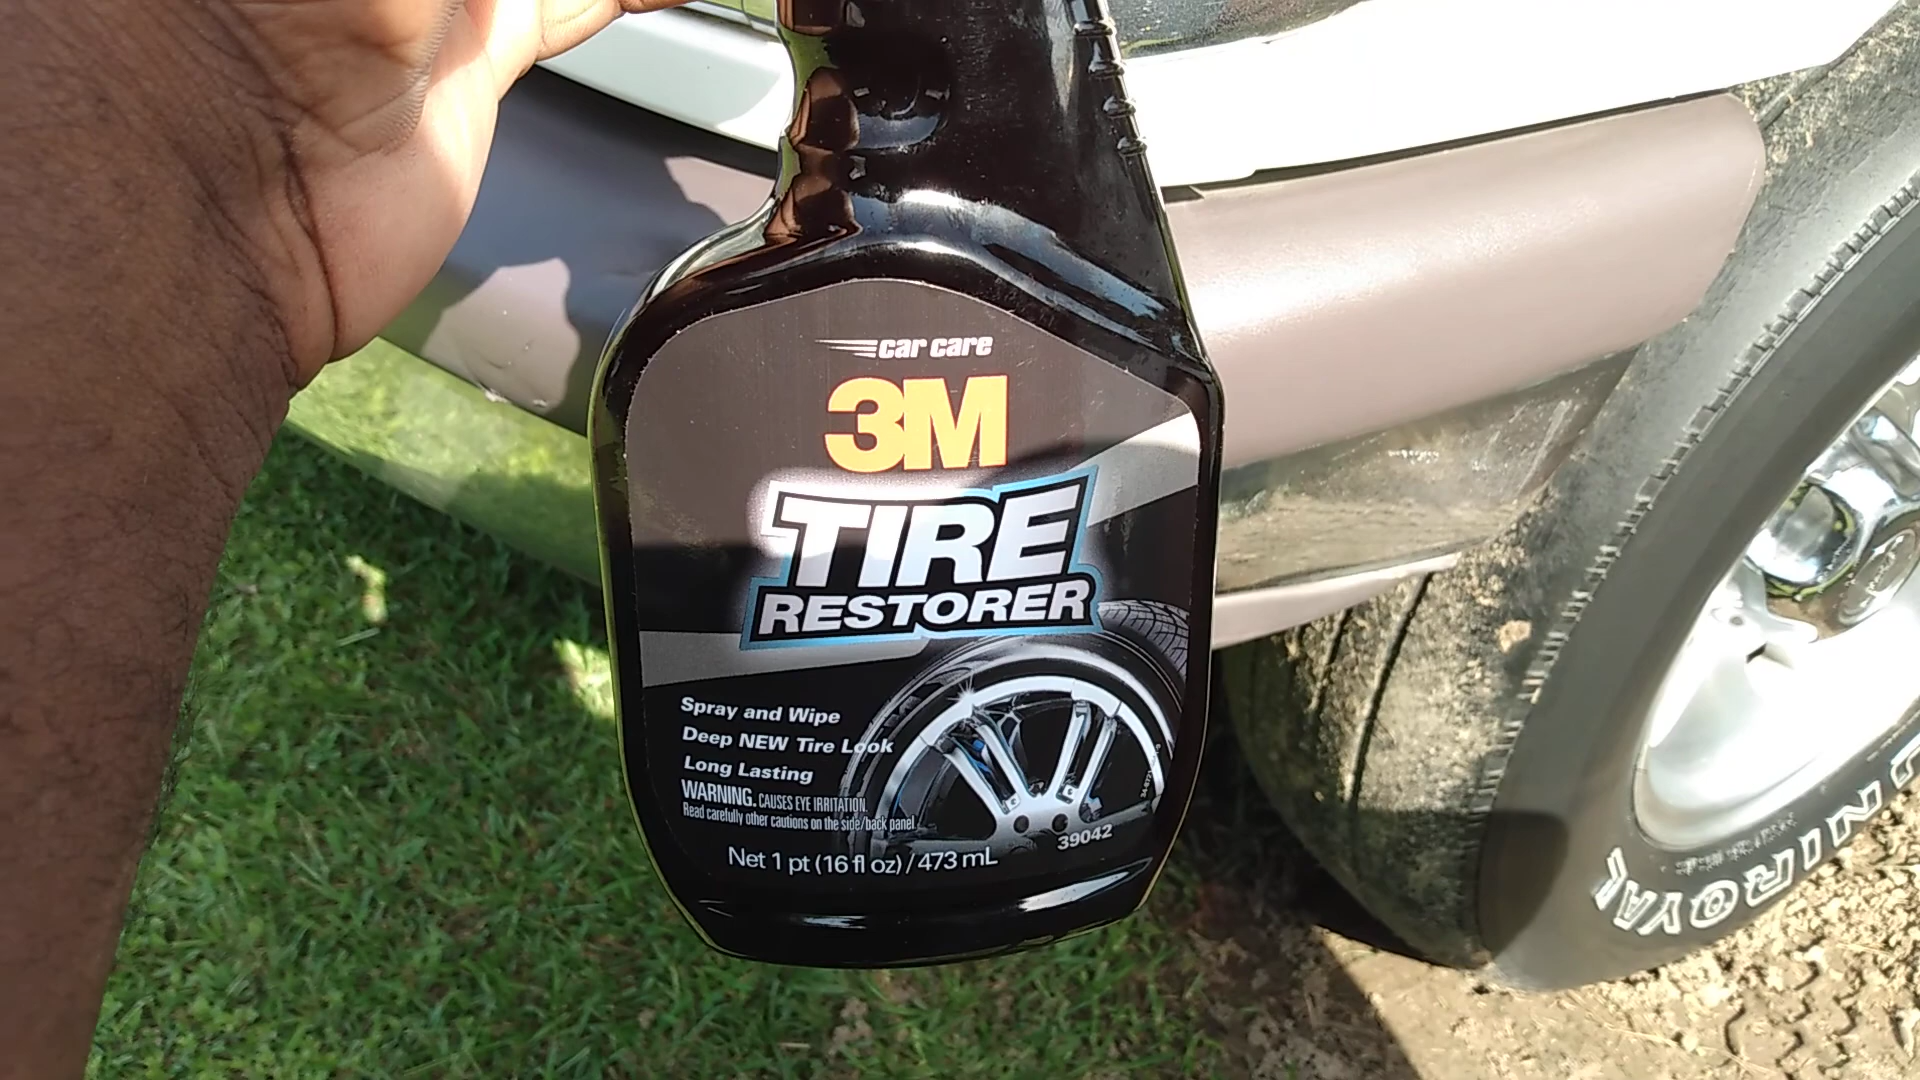 car care
3M
TIRE
RESTORER
Spray and Wipe
Deep NEW Tire Look
Long Lasting
WARNING. CAUSES EYE IRRITATION.
Read carefully other cautions on the side/back panel
39042
Net 1 pt (16 fl oz) / 473 mL
UNIROYAL